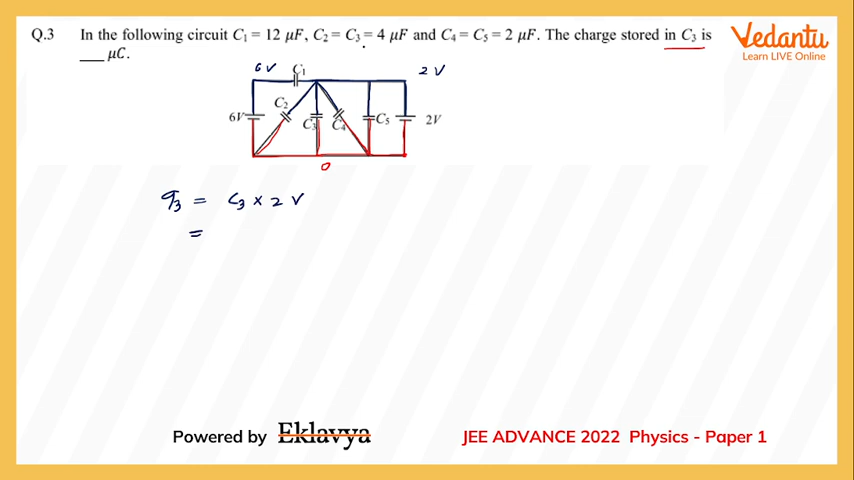 Q.3 In the following circuit C₁ = 12 μF, C₂ = C₃ = 4 μF and C₄ = C₅ = 2 μF. The charge stored in C₃ is
___ μC.
Vedantu
Learn LIVE Online
6V C₁ 2V
C₂
6V C₃ C₄ C₅ 2V
0
q₃ = C₃ × 2 V
=
Powered by Eklavya JEE ADVANCE 2022 Physics - Paper 1